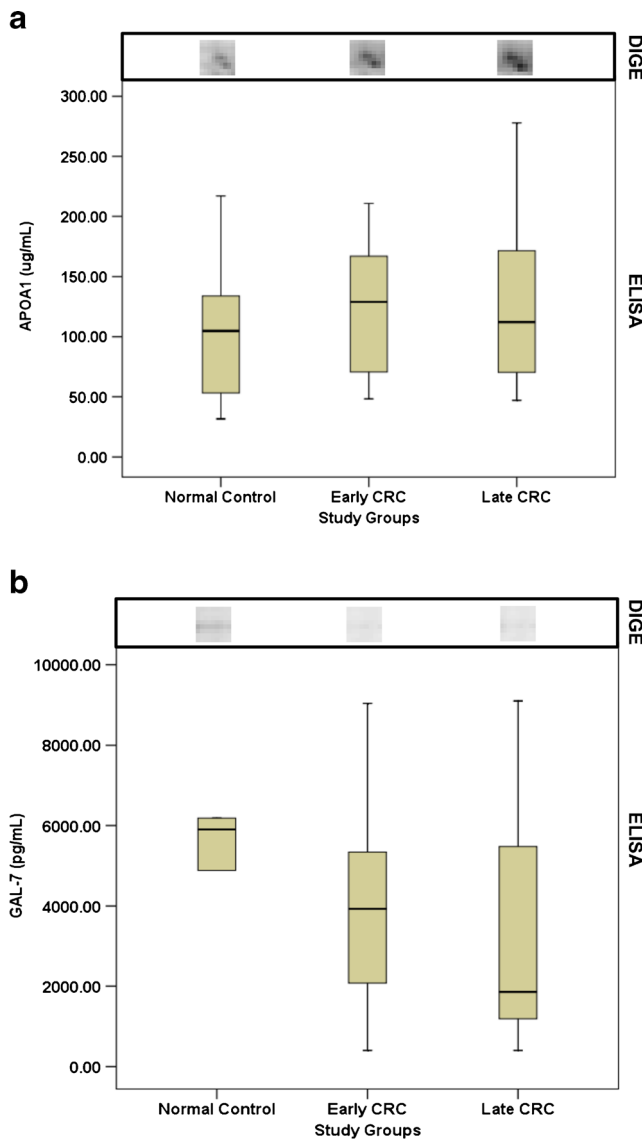 a
DIGE
300.00
250.00
200.00
150.00
100.00
50.00
0.00
APOA1 (ug/mL)
ELISA
Normal Control Early CRC Late CRC
Study Groups
b
DIGE
10000.00
8000.00
6000.00
4000.00
2000.00
0.00
GAL-7 (pg/mL)
ELISA
Normal Control Early CRC Late CRC
Study Groups